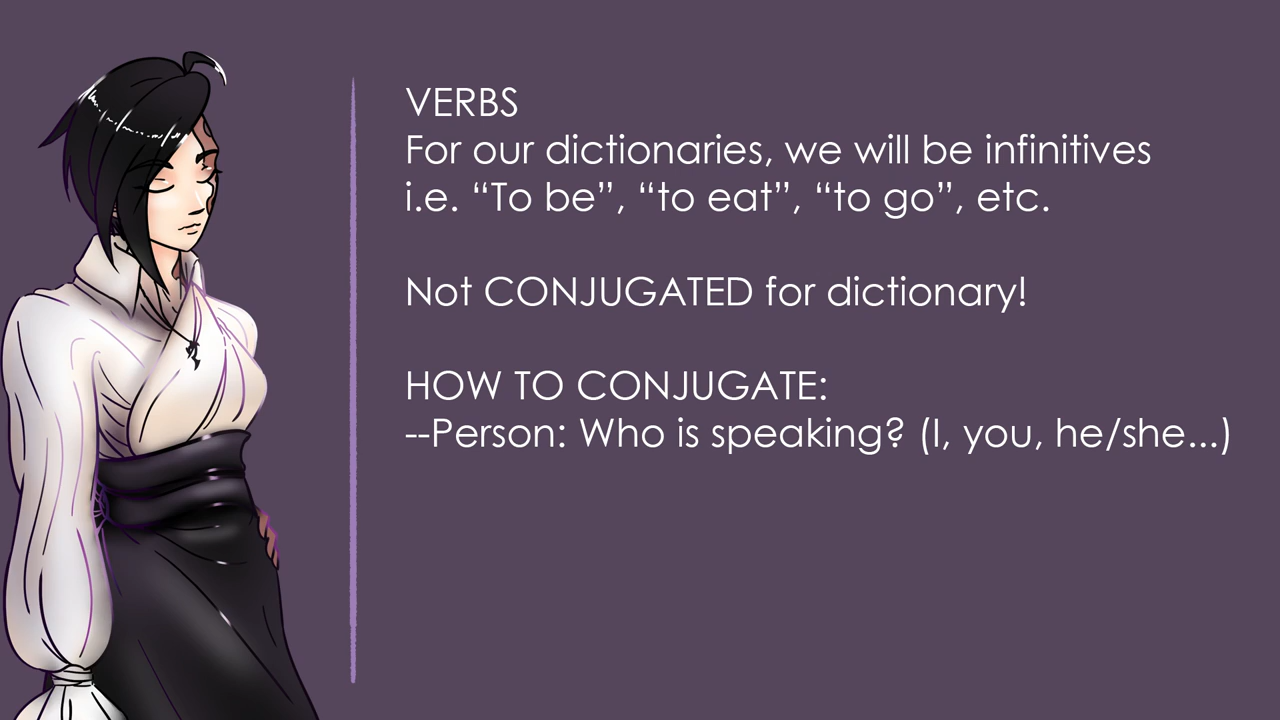 VERBS
For our dictionaries, we will be infinitives
i.e. “To be”, “to eat”, “to go”, etc.
Not CONJUGATED for dictionary!
HOW TO CONJUGATE:
--Person: Who is speaking? (I, you, he/she...)